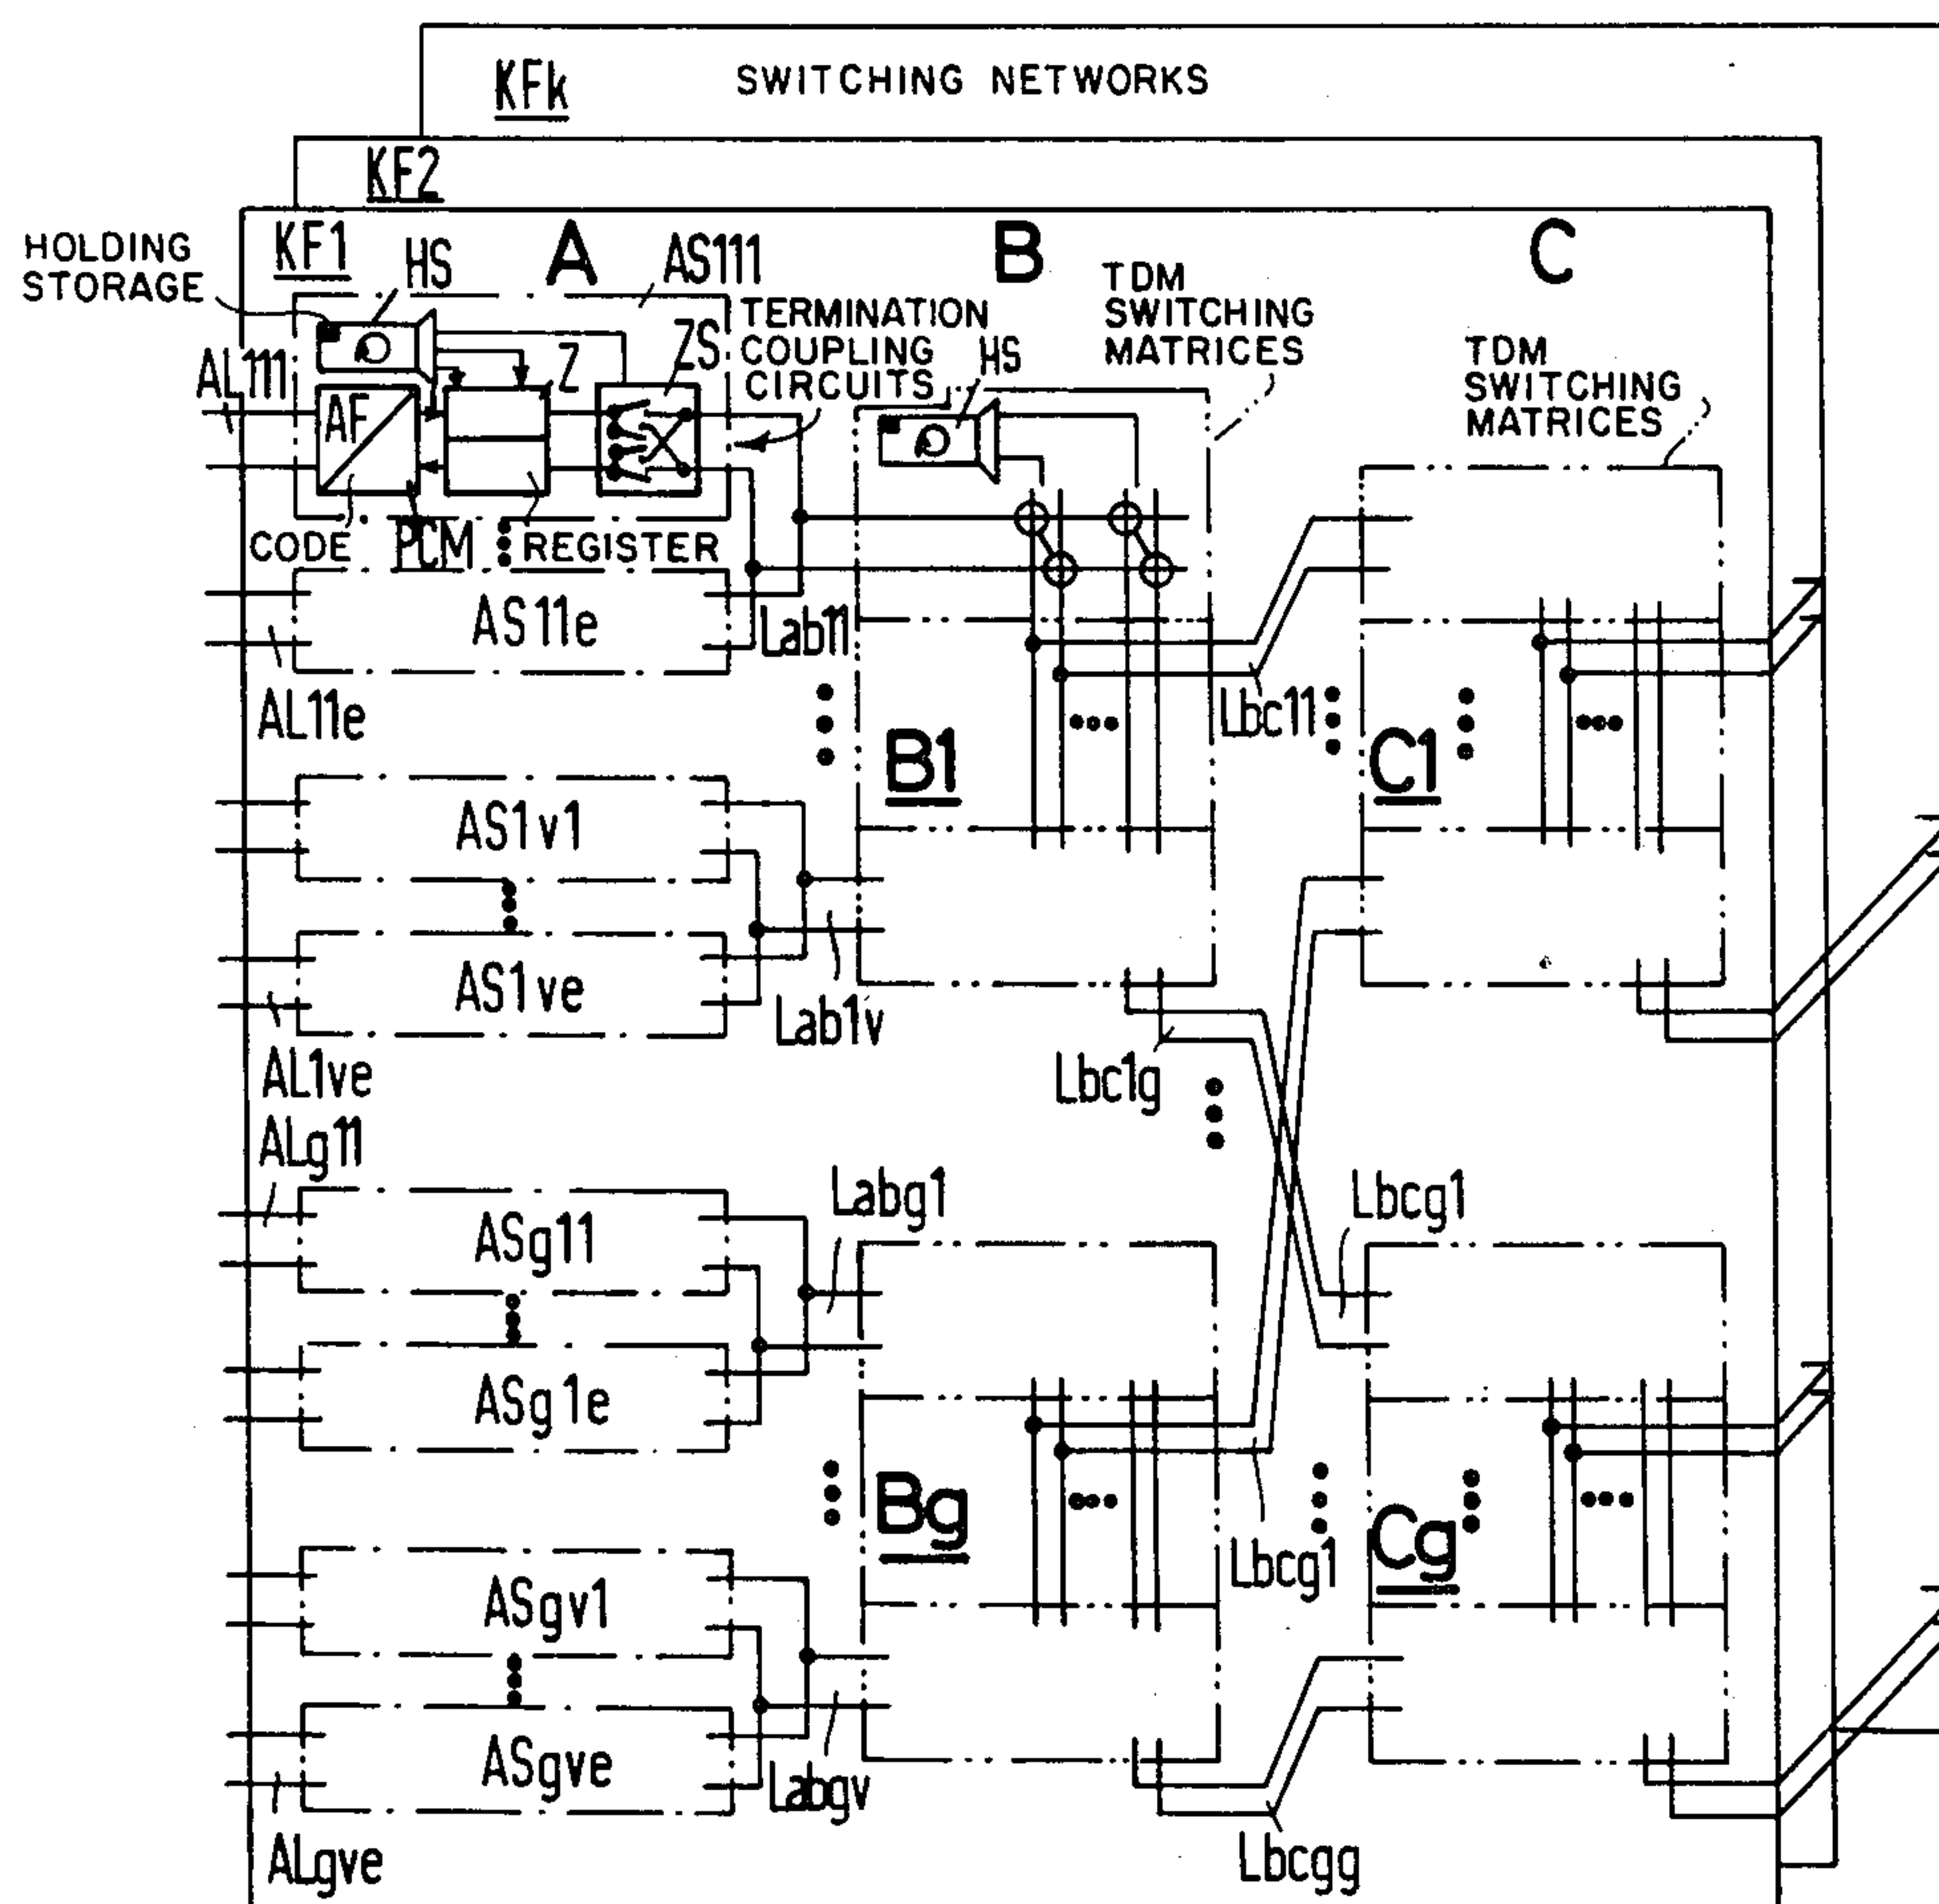 KFk
SWITCHING NETWORKS
KF2
KF1
A
B
C
HOLDING
STORAGE
HS
AS111
TERMINATION
COUPLING
CIRCUITS
TDM
SWITCHING
MATRICES
HS
TDM
SWITCHING
MATRICES
AL111
AF
Z
ZS
CODE
PCM
REGISTER
AS11e
Lab11
AL11e
Lbc11
B1
C1
AS1v1
AS1ve
Lab1v
AL1ve
Lbc1g
ALg11
Labg1
Lbcg1
ASg11
ASg1e
Bg
Lbcg1
Cg
ASgv1
ASgve
Labgv
ALgve
Lbcgg